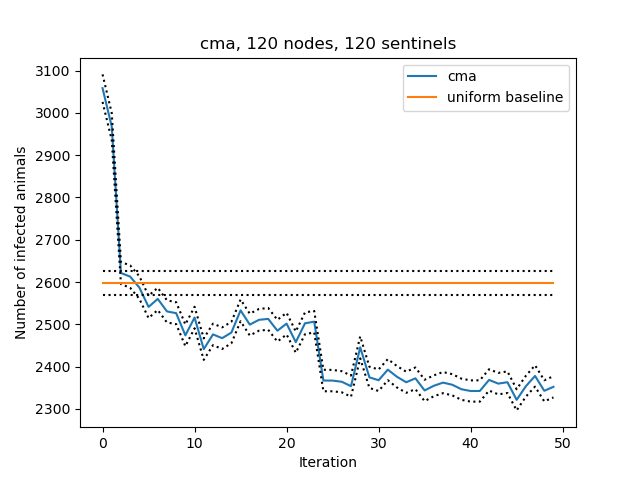 cma, 120 nodes, 120 sentinels
cma
uniform baseline
Number of infected animals
3100
3000
2900
2800
2700
2600
2500
2400
2300
0 10 20 30 40 50
Iteration